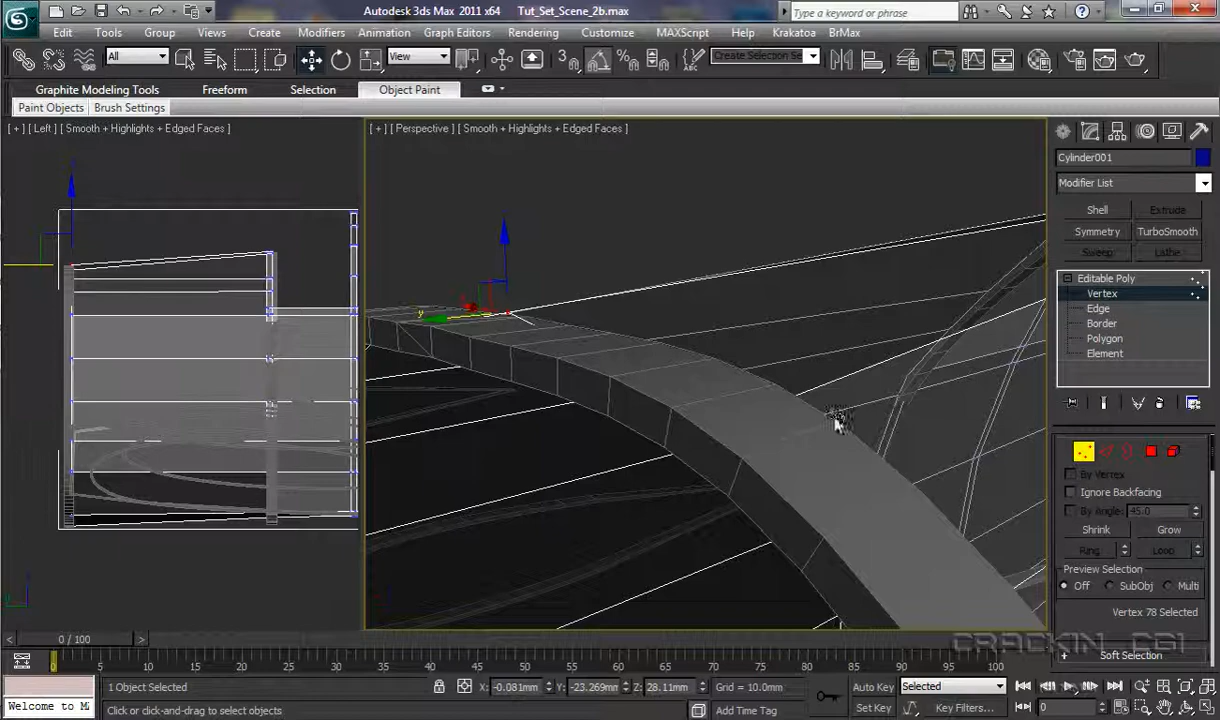 Autodesk 3ds Max 2011 x64 Tut_Set_Scene_2b.max
Type a keyword or phrase
Edit Tools Group Views Create Modifiers Animation Graph Editors Rendering Customize MAXScript Help Krakatoa BrMax
All View Create Selection Se
Graphite Modeling Tools Freeform Selection Object Paint
Paint Objects Brush Settings
[ + ] [ Left ] [ Smooth + Highlights + Edged Faces ] [ + ] [ Perspective ] [ Smooth + Highlights + Edged Faces ]
Cylinder001
Modifier List
Shell Extrude
Symmetry TurboSmooth
Sweep Lathe
Editable Poly
Vertex
Edge
Border
Polygon
Element
y
By Vertex
Ignore Backfacing
By Angle: 45.0
Shrink Grow
Ring Loop
Preview Selection
Off SubObj Multi
Vertex 78 Selected
CRACKIN CGI
Soft Selection
0 / 100
0 5 10 15 20 25 30 35 40 45 50 55 60 65 70 75 80 85 90 95 100
1 Object Selected X: -0.081mm Y: -23.269mm Z: 28.11mm Grid = 10.0mm Auto Key Selected
Welcome to M Click or click-and-drag to select objects Add Time Tag Set Key Key Filters... 0